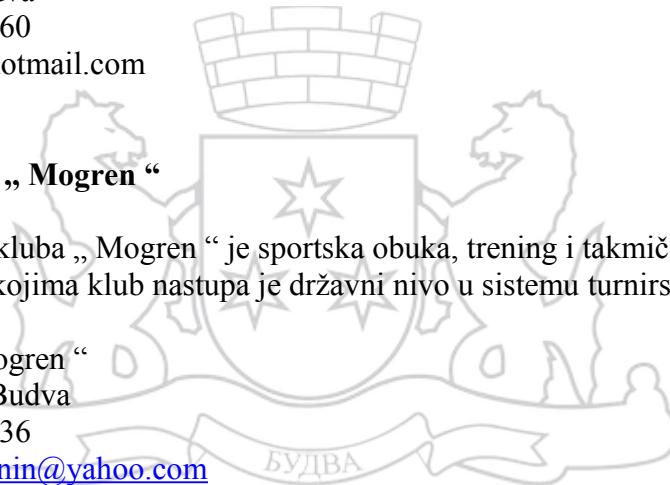 60
otmail.com
„ Mogren “
kluba „ Mogren “ je sportska obuka, trening i takmič
kojima klub nastupa je državni nivo u sistemu turnirs
ogren “
Budva
36
nin@yahoo.com
БУДВА